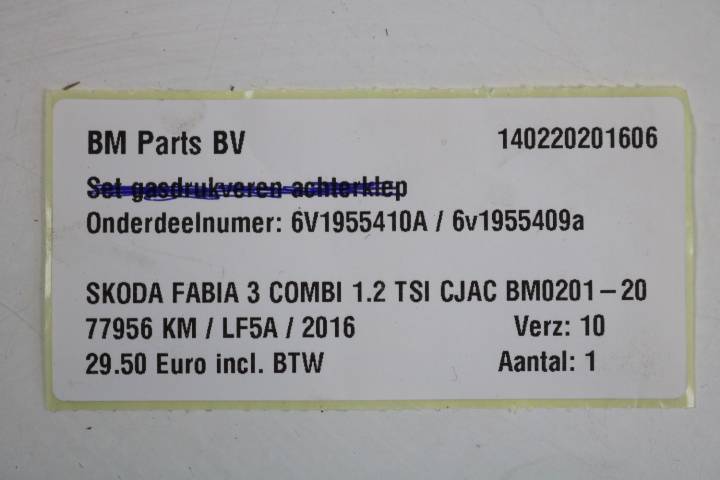 BM Parts BV 140220201606
Set gasdrukveren achterklep
Onderdeelnumer: 6V1955410A / 6v1955409a
SKODA FABIA 3 COMBI 1.2 TSI CJAC BM0201-20
77956 KM / LF5A / 2016 Verz: 10
29.50 Euro incl. BTW Aantal: 1